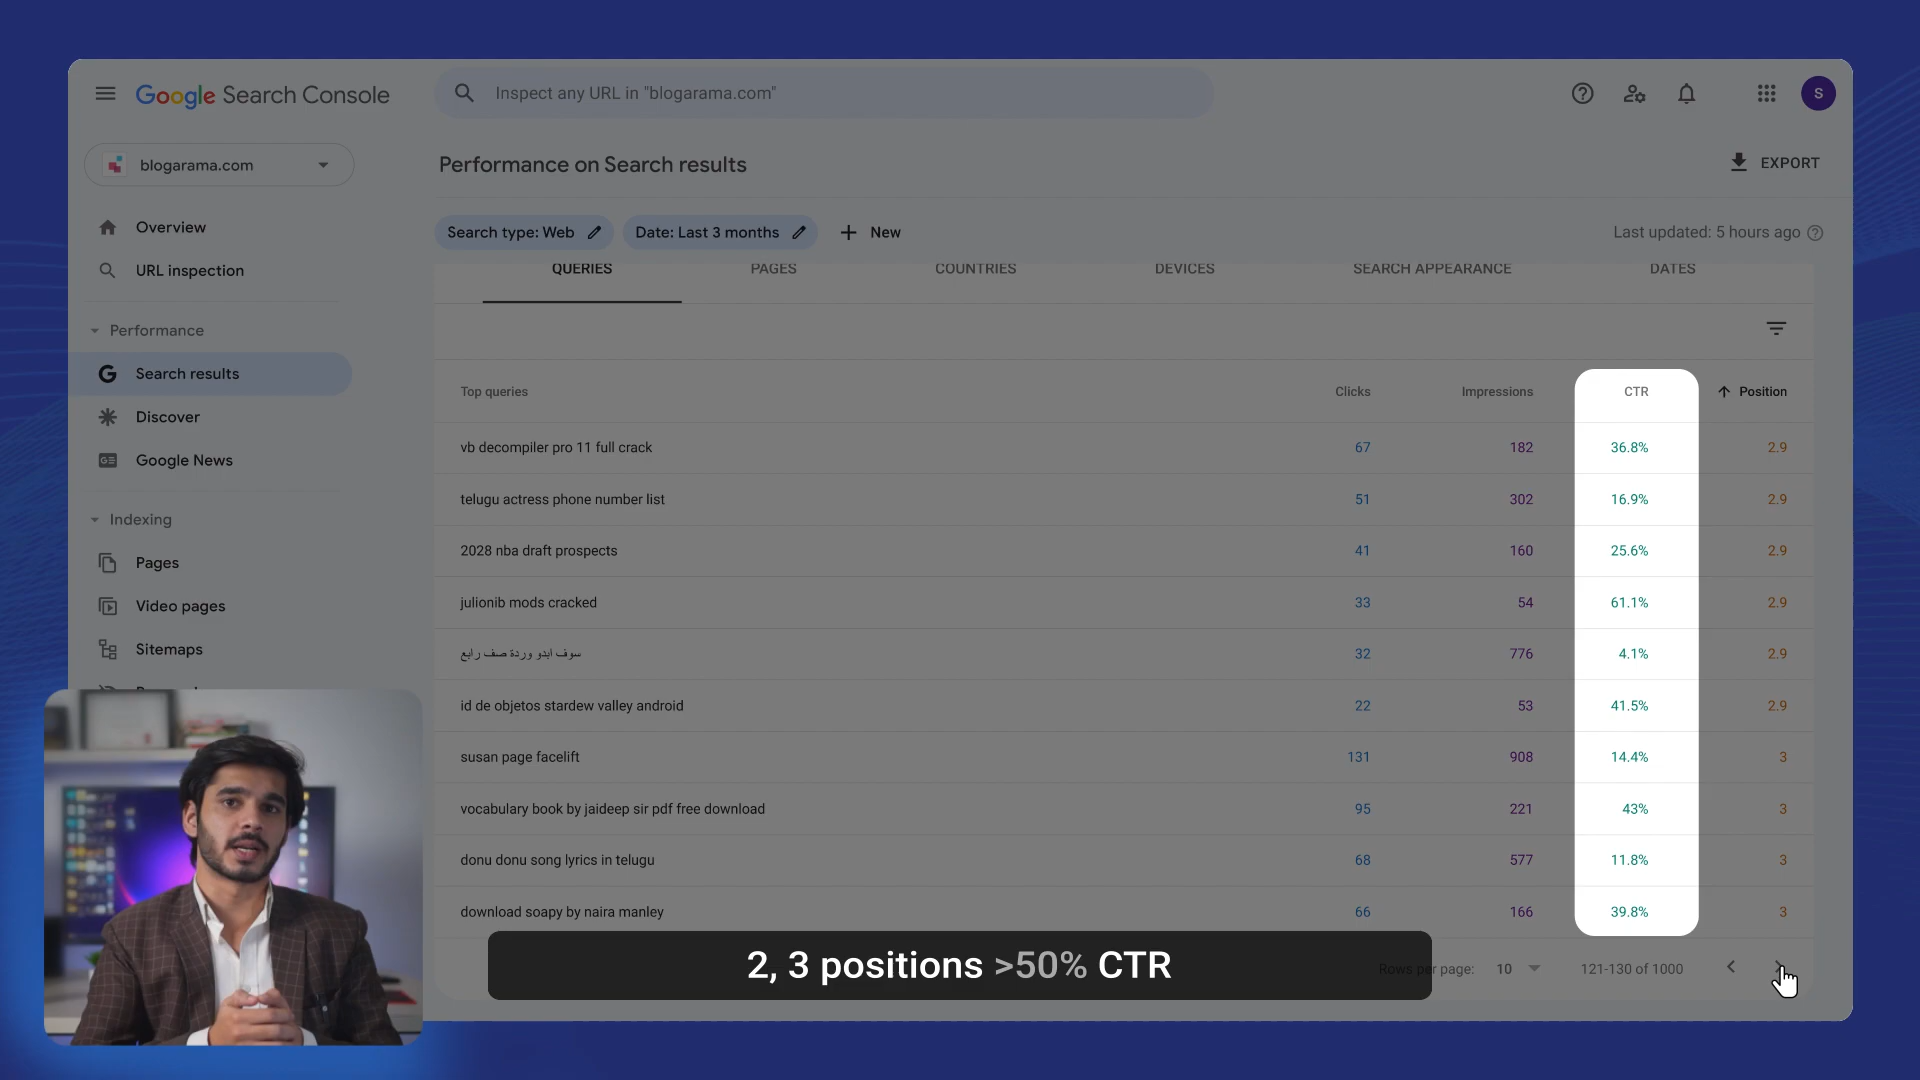 Google Search Console
Inspect any URL in "blogarama.com"
S
blogarama.com
Performance on Search results
EXPORT
Overview
Search type: Web
Date: Last 3 months
New
Last updated: 5 hours ago
URL inspection
QUERIES
PAGES
COUNTRIES
DEVICES
SEARCH APPEARANCE
DATES
Performance
Search results
Discover
Google News
Indexing
Pages
Video pages
Sitemaps
Top queries Clicks Impressions CTR Position
vb decompiler pro 11 full crack 67 182 36.8% 2.9
telugu actress phone number list 51 302 16.9% 2.9
2028 nba draft prospects 41 160 25.6% 2.9
julionib mods cracked 33 54 61.1% 2.9
سوف ابدو وردة صف رابع 32 776 4.1% 2.9
id de objetos stardew valley android 22 53 41.5% 2.9
susan page facelift 131 908 14.4% 3
vocabulary book by jaideep sir pdf free download 95 221 43% 3
donu donu song lyrics in telugu 68 577 11.8% 3
download soapy by naira manley 66 166 39.8% 3
2, 3 positions >50% CTR
Rows per page: 10 121-130 of 1000